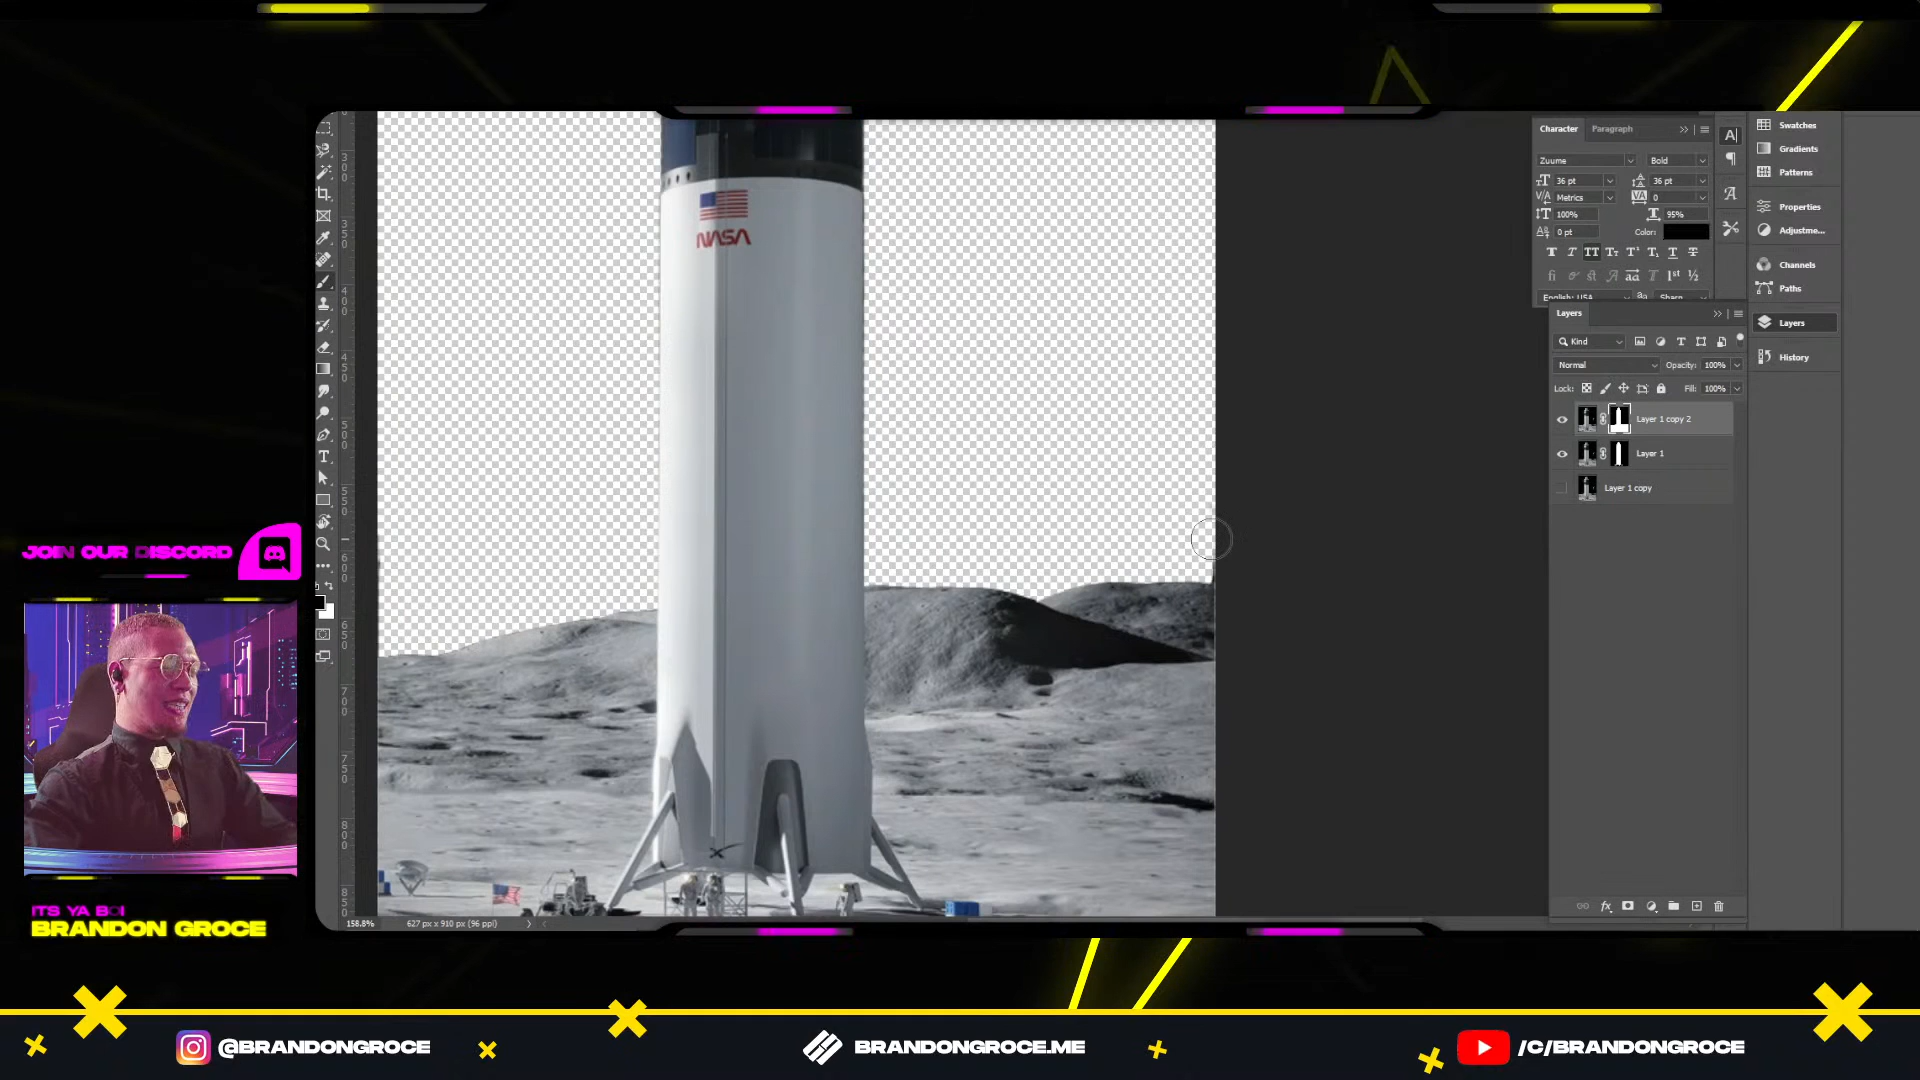 Character
Paragraph
Swatches
Gradients
Patterns
Zuume
Bold
36 pt
36 pt
Metrics
0
100%
95%
0 pt
Color:
Properties
Adjustme...
Channels
Paths
English: USA
Sharp
Layers
Layers
Kind
History
Normal
Opacity: 100%
Lock:
Fill: 100%
Layer 1 copy 2
Layer 1
Layer 1 copy
NASA
JOIN OUR DISCORD
ITS YA BOI
BRANDON GROCE
158.8%
627 px x 910 px (96 ppi)
@BRANDONGROCE
BRANDONGROCE.ME
/C/BRANDONGROCE